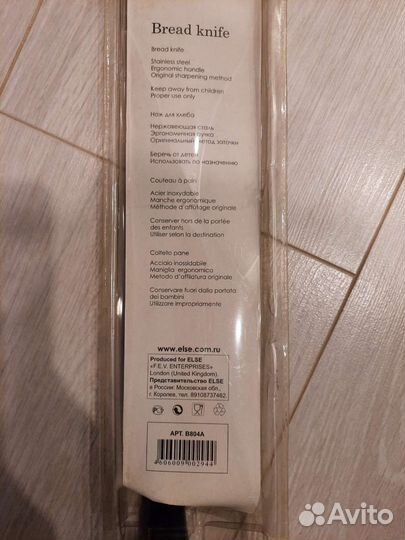 Bread knife
Bread knife
Stainless steel
Ergonomic handle
Original sharpening method
Keep away from children
Proper use only
Нож для хлеба
Нержавеющая сталь
Эргономичная ручка
Оригинальный метод заточки
Беречь от детей
Использовать по назначению
Couteau à pain
Acier Inoxydable
Manche ergonomique
Méthode d'affûtage originale
Conserver hors de la portée
des enfants
Utiliser selon la destination
Colteto pane
Acciaio inossidabile
Maniglia ergonomica
Metodo d'affilatura originale
Conservare fuori dalla portata
dei bambini
Utilizzare impropriamente
www.else.com.ru
Produced for ELSE
«F.E.V. ENTERPRISES»
London (United Kingdom).
Представительство ELSE
в России: Московская обл.,
г. Королев, тел. 89108737462.
АРТ. B804A
4606009002944
Avito